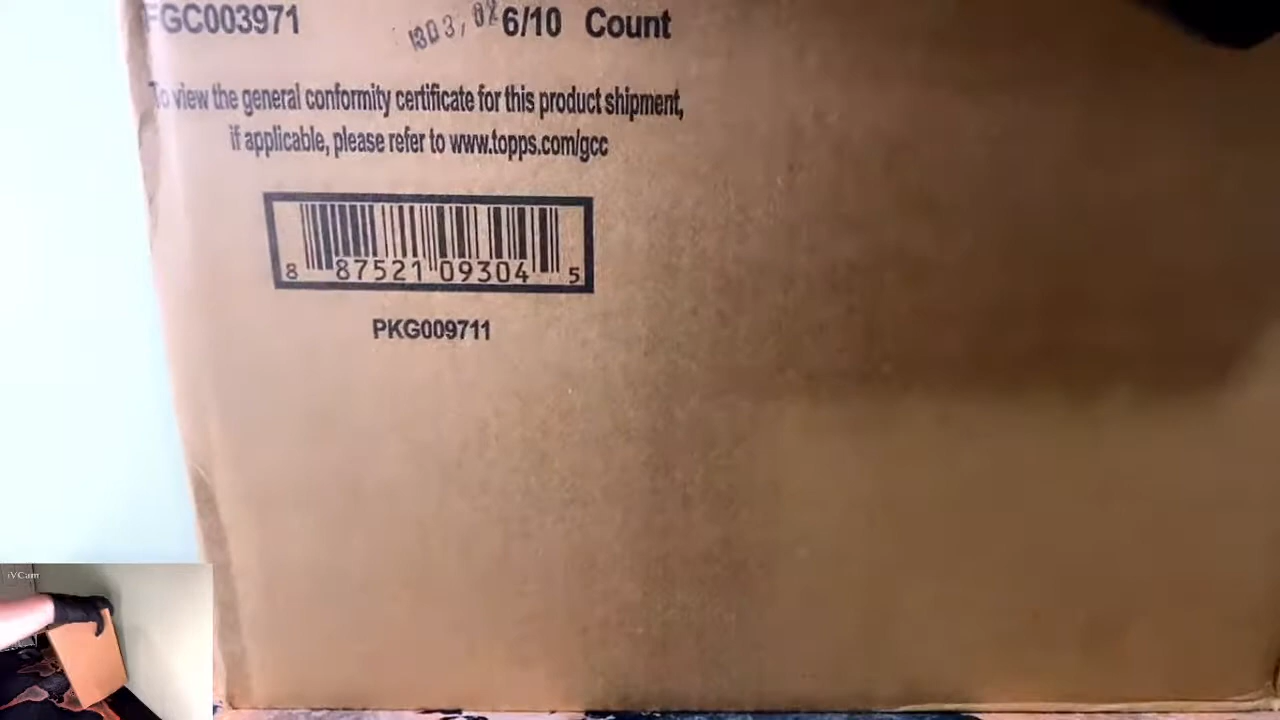 FGC003971 6/10 Count
To view the general conformity certificate for this product shipment,
if applicable, please refer to www.topps.com/gcc
8 87521 09304 5
PKG009711
iVCam